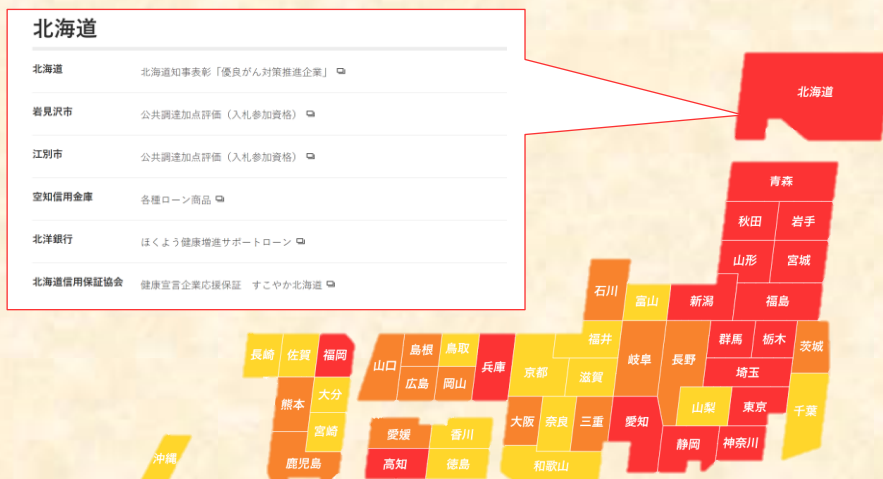 北海道
北海道 北海道知事表彰「優良がん対策推進企業」
岩見沢市 公共調達加点評価（入札参加資格）
江別市 公共調達加点評価（入札参加資格）
空知信用金庫 各種ローン商品
北洋銀行 ほくよう健康増進サポートローン
北海道信用保証協会 健康宣言企業応援保証　すこやか北海道
北海道
青森
秋田 岩手
山形 宮城
石川 富山 新潟 福島
長崎 佐賀 福岡 山口 島根 鳥取 兵庫 京都 福井 岐阜 長野 群馬 栃木 茨城
広島 岡山 滋賀 埼玉
熊本 大分 大阪 奈良 三重 愛知 山梨 東京 千葉
宮崎 愛媛 香川 静岡 神奈川
沖縄 鹿児島 高知 徳島 和歌山